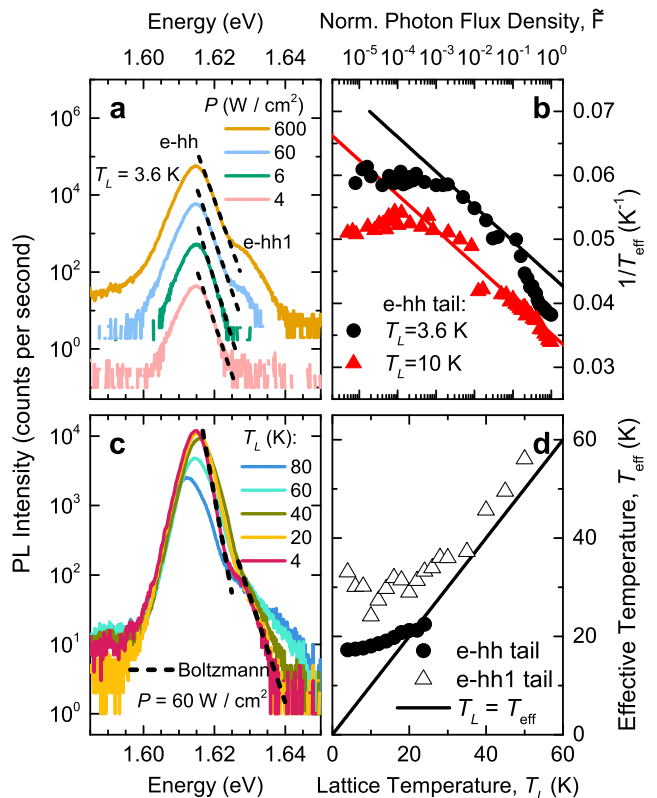 Energy (eV)
1.60 1.62 1.64
Norm. Photon Flux Density, F̃
10⁻⁵ 10⁻⁴ 10⁻³ 10⁻² 10⁻¹ 10⁰
a
P (W / cm²)
e-hh
600
60
6
4
T_L = 3.6 K
e-hh1
10⁶
10⁴
10²
10⁰
b
0.07
0.06
0.05
0.04
0.03
1/T_eff (K⁻¹)
e-hh tail:
T_L=3.6 K
T_L=10 K
PL Intensity (counts per second)
c
T_L (K):
80
60
40
20
4
Boltzmann
P = 60 W / cm²
10⁴
10³
10²
10¹
10⁰
1.60 1.62 1.64
Energy (eV)
d
60
40
20
0
Effective Temperature, T_eff (K)
e-hh tail
e-hh1 tail
T_L = T_eff
0 20 40 60
Lattice Temperature, T_L (K)